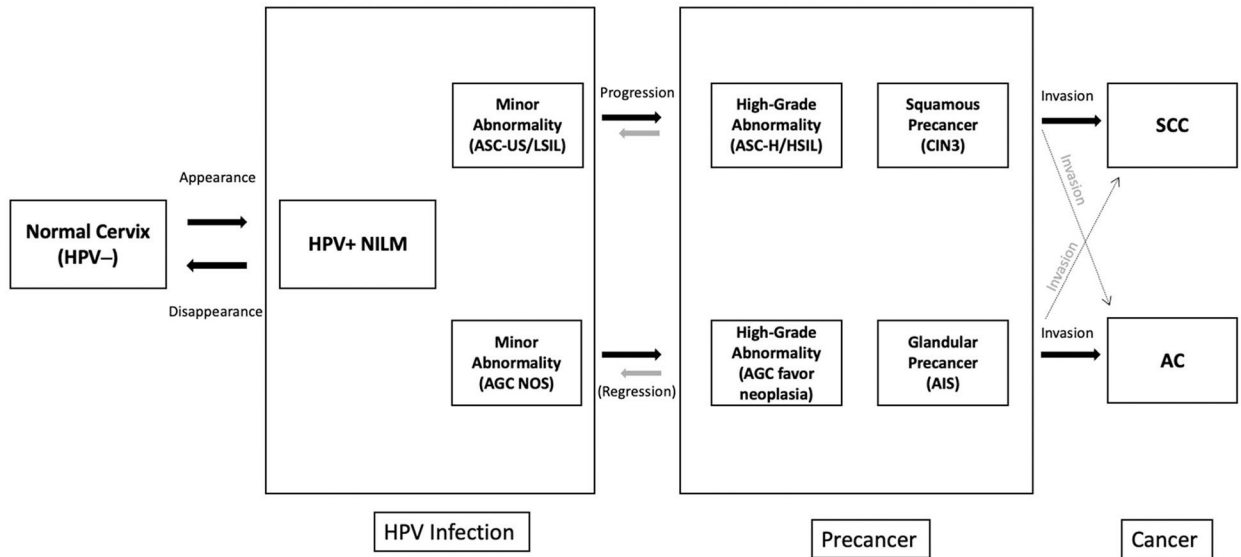 Normal Cervix
(HPV–)
Appearance
Disappearance
HPV+ NILM
Minor
Abnormality
(ASC-US/LSIL)
Minor
Abnormality
(AGC NOS)
HPV Infection
Progression
(Regression)
High-Grade
Abnormality
(ASC-H/HSIL)
Squamous
Precancer
(CIN3)
High-Grade
Abnormality
(AGC favor
neoplasia)
Glandular
Precancer
(AIS)
Precancer
Invasion
Invasion
Invasion
Invasion
SCC
AC
Cancer